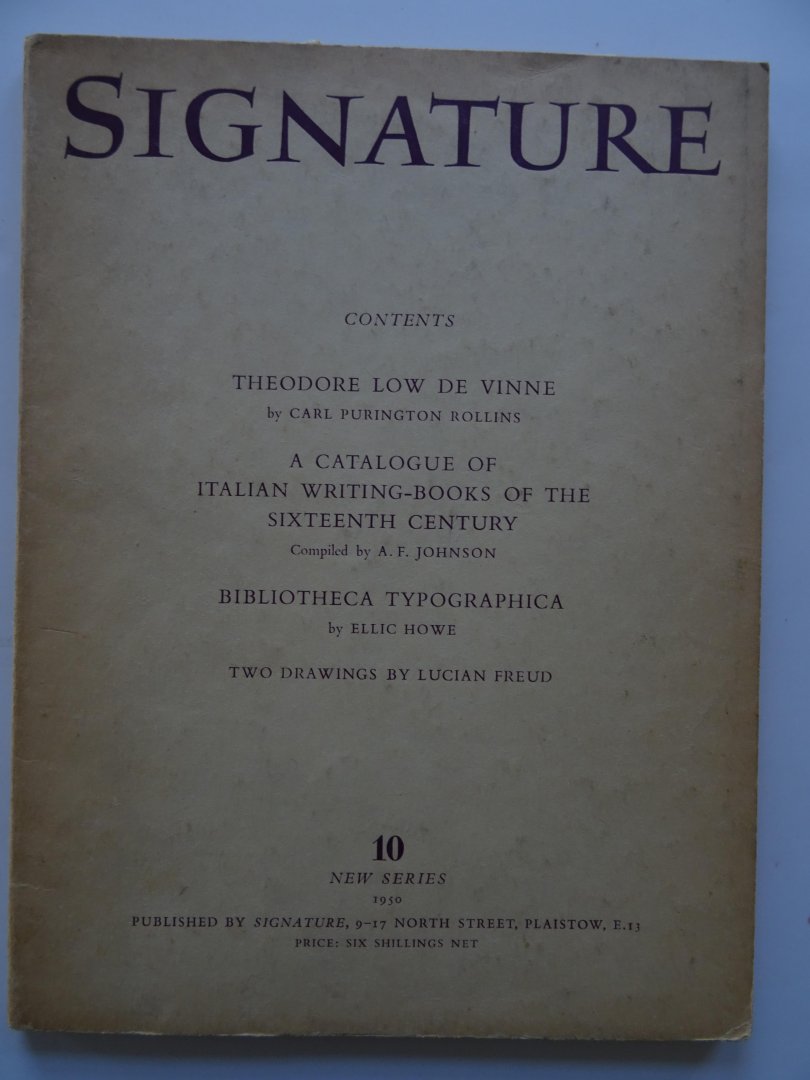 SIGNATURE
CONTENTS
THEODORE LOW DE VINNE
by CARL PURINGTON ROLLINS
A CATALOGUE OF
ITALIAN WRITING-BOOKS OF THE
SIXTEENTH CENTURY
Compiled by A. F. JOHNSON
BIBLIOTHECA TYPOGRAPHICA
by ELLIC HOWE
TWO DRAWINGS BY LUCIAN FREUD
10
NEW SERIES
1950
PUBLISHED BY SIGNATURE, 9–17 NORTH STREET, PLAISTOW, E.13
PRICE: SIX SHILLINGS NET